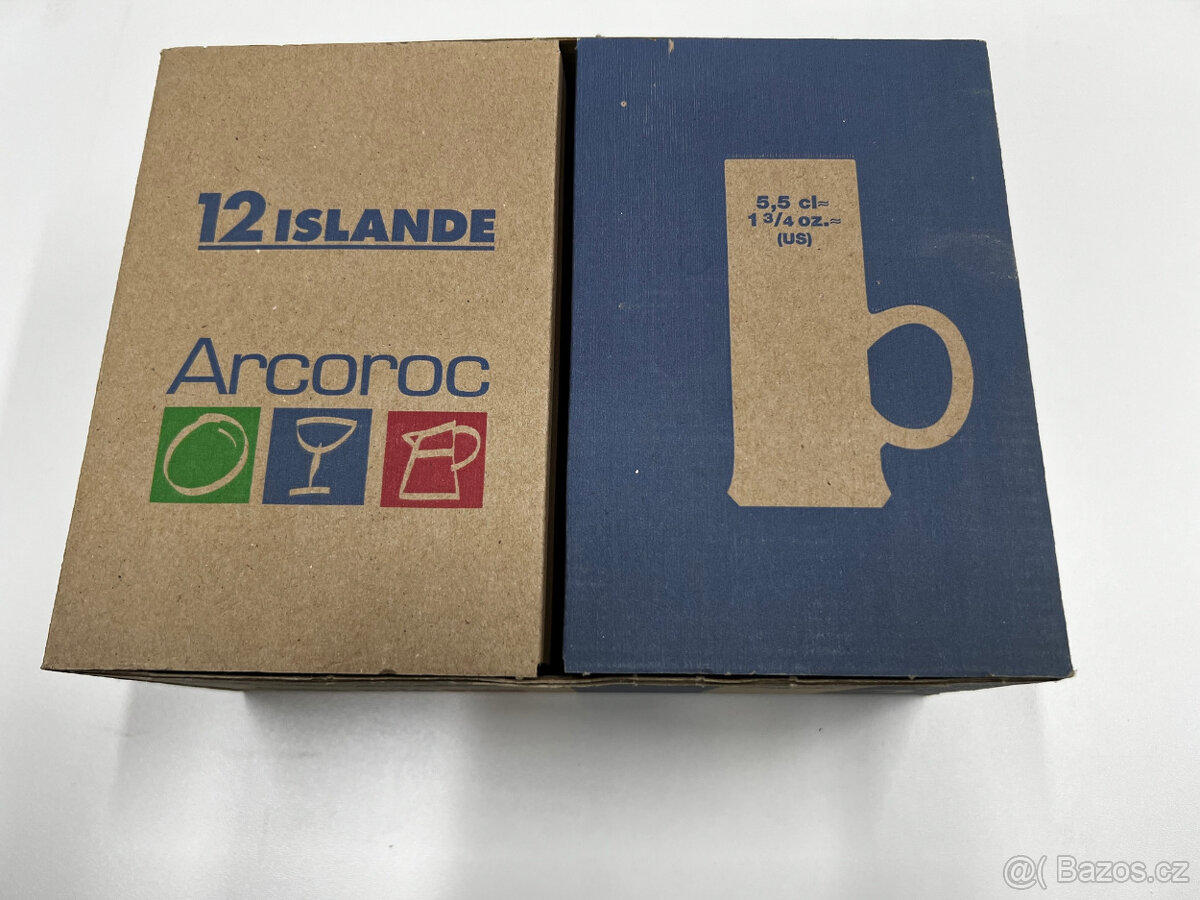 12 ISLANDE
Arcoroc
5,5 cl≈
1 3/4 oz.≈
(US)
@( Bazos.cz